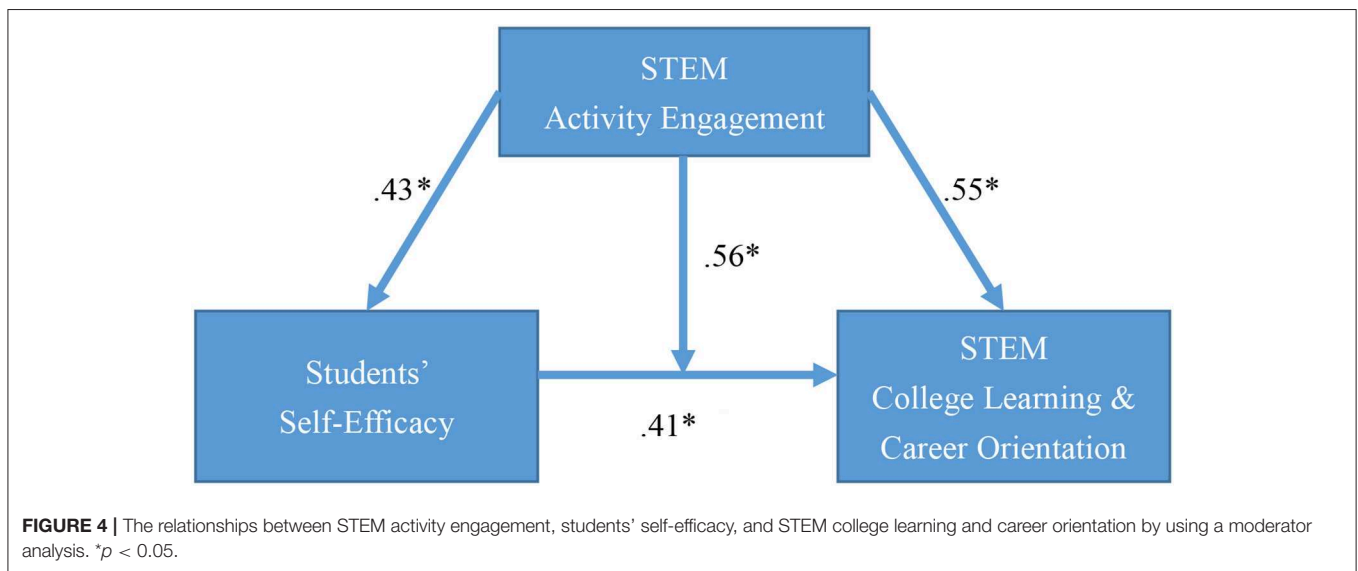 STEM
Activity Engagement
.43*
.55*
.56*
Students’
Self-Efficacy
STEM
College Learning &
Career Orientation
.41*
FIGURE 4 | The relationships between STEM activity engagement, students’ self-efficacy, and STEM college learning and career orientation by using a moderator
analysis. *p < 0.05.